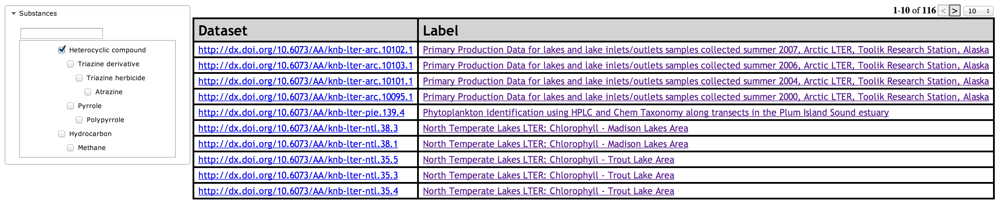 Substances
Heterocyclic compound
Triazine derivative
Triazine herbicide
Atrazine
Pyrrole
Polypyrrole
Hydrocarbon
Methane
1-10 of 116 < > 10
Dataset Label
http://dx.doi.org/10.6073/AA/knb-lter-arc.10102.1 Primary Production Data for lakes and lake inlets/outlets samples collected summer 2007, Arctic LTER, Toolik Research Station, Alaska
http://dx.doi.org/10.6073/AA/knb-lter-arc.10103.1 Primary Production Data for lakes and lake inlets/outlets samples collected summer 2006, Arctic LTER, Toolik Research Station, Alaska
http://dx.doi.org/10.6073/AA/knb-lter-arc.10101.1 Primary Production Data for lakes and lake inlets/outlets samples collected summer 2004, Arctic LTER, Toolik Research Station, Alaska
http://dx.doi.org/10.6073/AA/knb-lter-arc.10095.1 Primary Production Data for lakes and lake inlets/outlets samples collected summer 2000, Arctic LTER, Toolik Research Station, Alaska
http://dx.doi.org/10.6073/AA/knb-lter-pie.139.4 Phytoplankton identification using HPLC and Chem Taxonomy along transects in the Plum Island Sound estuary
http://dx.doi.org/10.6073/AA/knb-lter-ntl.38.3 North Temperate Lakes LTER: Chlorophyll - Madison Lakes Area
http://dx.doi.org/10.6073/AA/knb-lter-ntl.38.1 North Temperate Lakes LTER: Chlorophyll - Madison Lakes Area
http://dx.doi.org/10.6073/AA/knb-lter-ntl.35.5 North Temperate Lakes LTER: Chlorophyll - Trout Lake Area
http://dx.doi.org/10.6073/AA/knb-lter-ntl.35.3 North Temperate Lakes LTER: Chlorophyll - Trout Lake Area
http://dx.doi.org/10.6073/AA/knb-lter-ntl.35.4 North Temperate Lakes LTER: Chlorophyll - Trout Lake Area